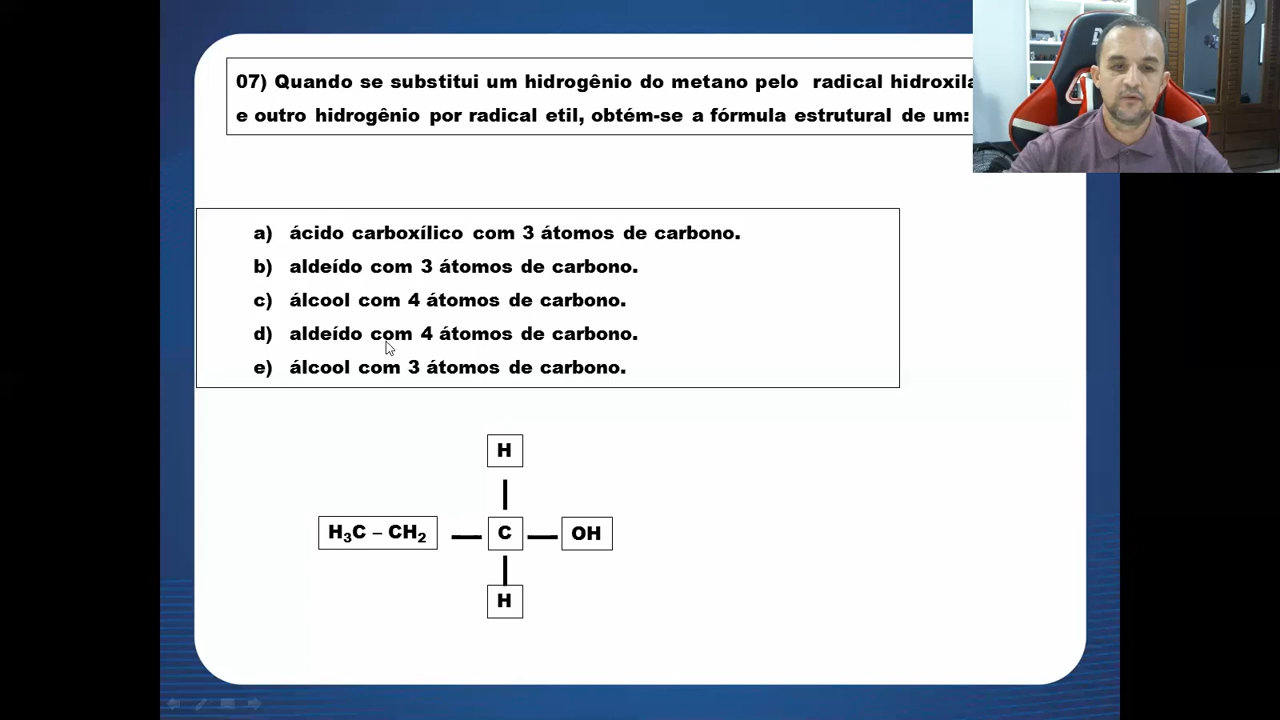 07) Quando se substitui um hidrogênio do metano pelo radical hidroxila
e outro hidrogênio por radical etil, obtém-se a fórmula estrutural de um:
a) ácido carboxílico com 3 átomos de carbono.
b) aldeído com 3 átomos de carbono.
c) álcool com 4 átomos de carbono.
d) aldeído com 4 átomos de carbono.
e) álcool com 3 átomos de carbono.
H
H₃C – CH₂ — C — OH
H